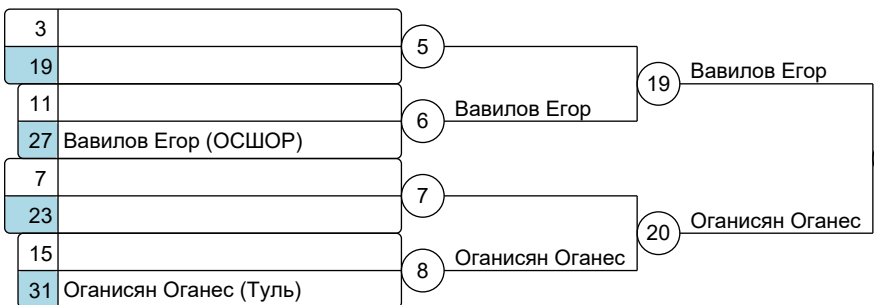 3
5
19
19 Вавилов Егор
11
6 Вавилов Егор
27 Вавилов Егор (ОСШОР)
7
7
23
20 Оганисян Оганес
15
8 Оганисян Оганес
31 Оганисян Оганес (Туль)